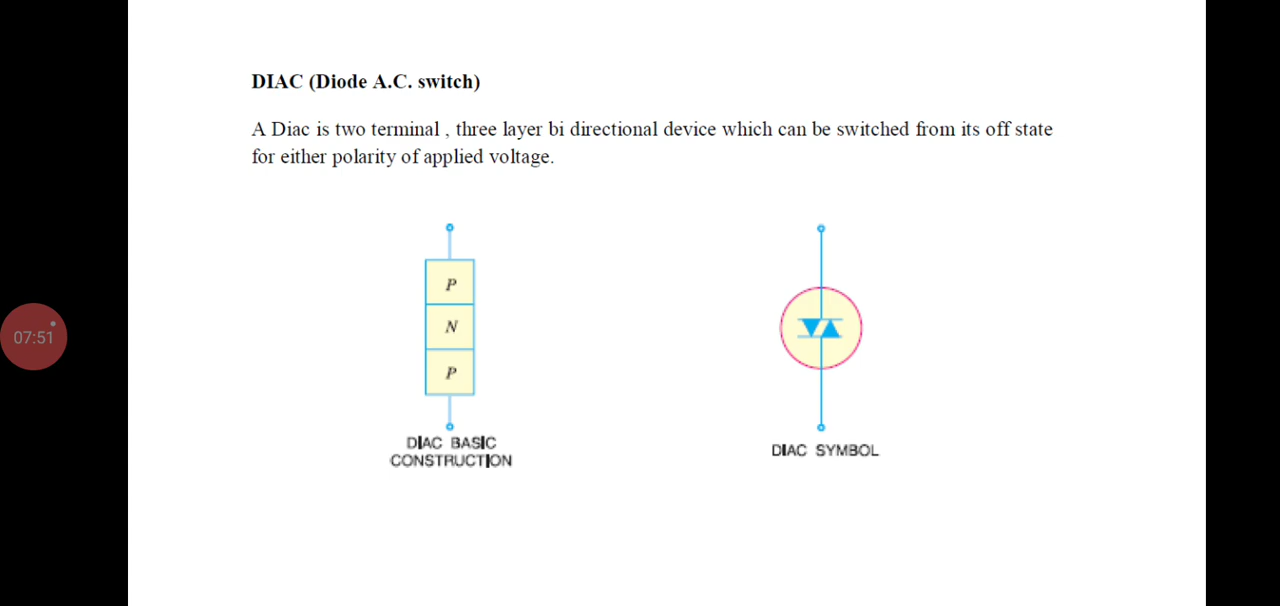 DIAC (Diode A.C. switch)
A Diac is two terminal , three layer bi directional device which can be switched from its off state
for either polarity of applied voltage.
P
N
P
07:51
DIAC BASIC
CONSTRUCTION
DIAC SYMBOL